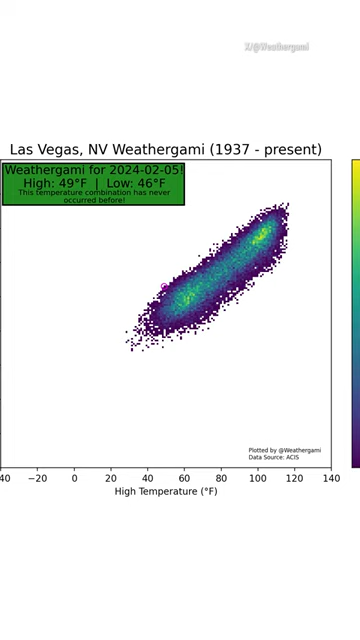 X/@Weathergami
Las Vegas, NV Weathergami (1937 - present)
Weathergami for 2024-02-05!
High: 49°F | Low: 46°F
This temperature combination has never
occurred before!
Plotted by @Weathergami
Data Source: ACIS
40 −20 0 20 40 60 80 100 120 140
High Temperature (°F)